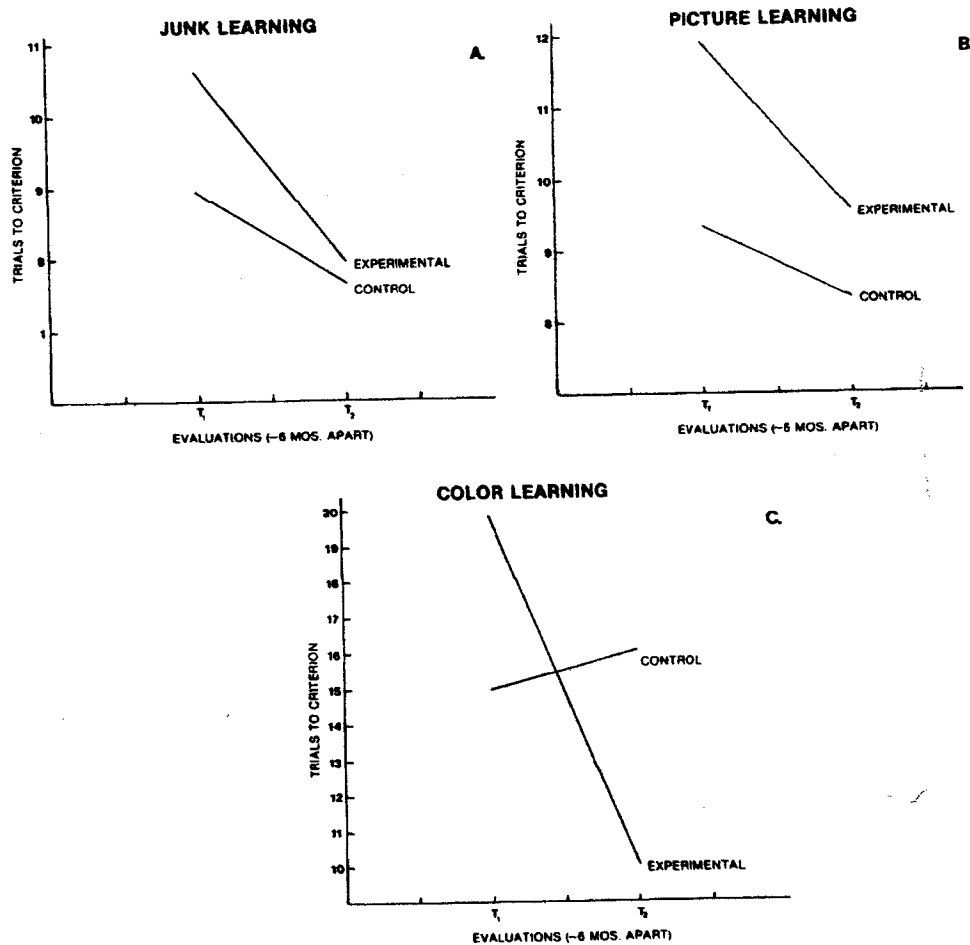 JUNK LEARNING
A.
TRIALS TO CRITERION
11
10
9
8
1
EXPERIMENTAL
CONTROL
T₁
T₂
EVALUATIONS (~6 MOS. APART)
PICTURE LEARNING
B.
TRIALS TO CRITERION
12
11
10
9
8
EXPERIMENTAL
CONTROL
T₁
T₂
EVALUATIONS (~6 MOS. APART)
COLOR LEARNING
C.
TRIALS TO CRITERION
20
19
18
17
16
15
14
13
12
11
10
CONTROL
EXPERIMENTAL
T₁
T₂
EVALUATIONS (~6 MOS. APART)